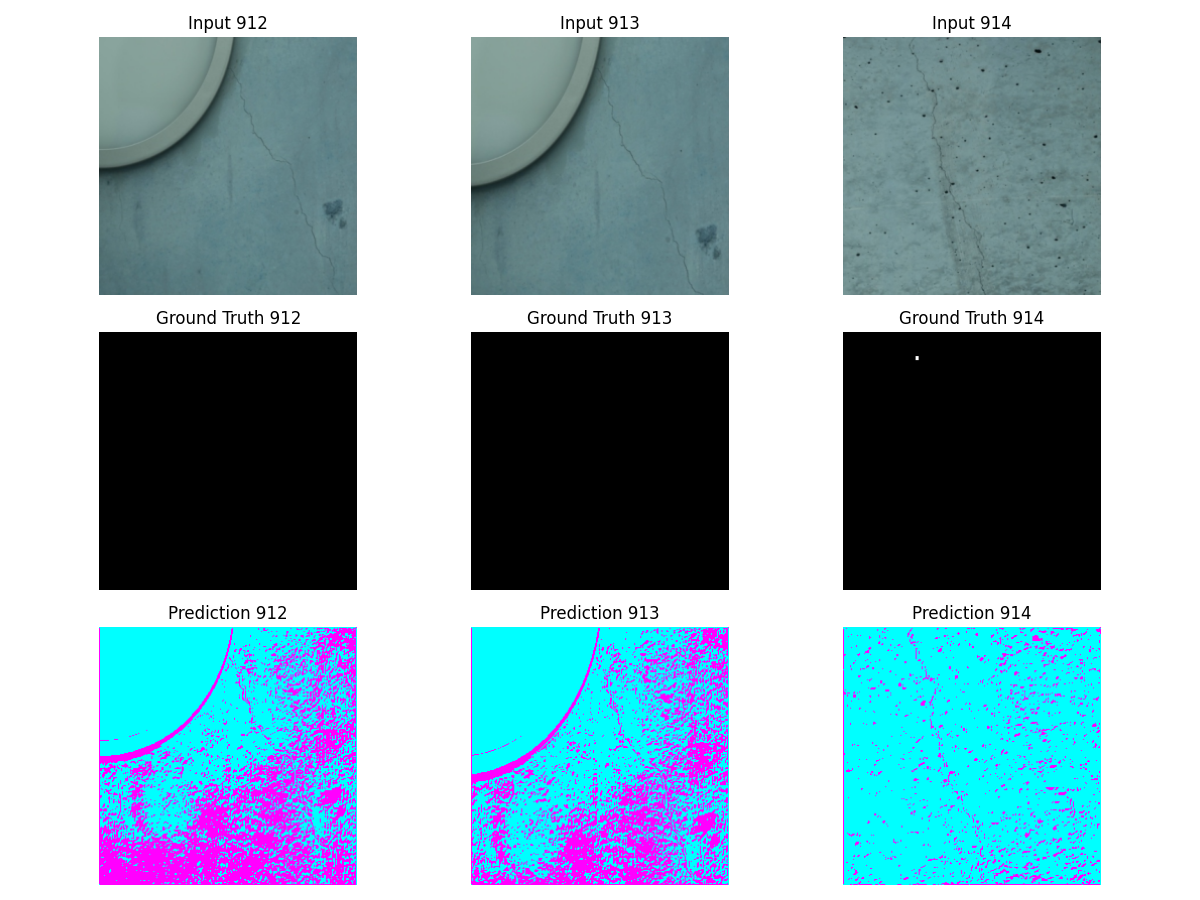 Input 912
Input 913
Input 914
Ground Truth 912
Ground Truth 913
Ground Truth 914
Prediction 912
Prediction 913
Prediction 914